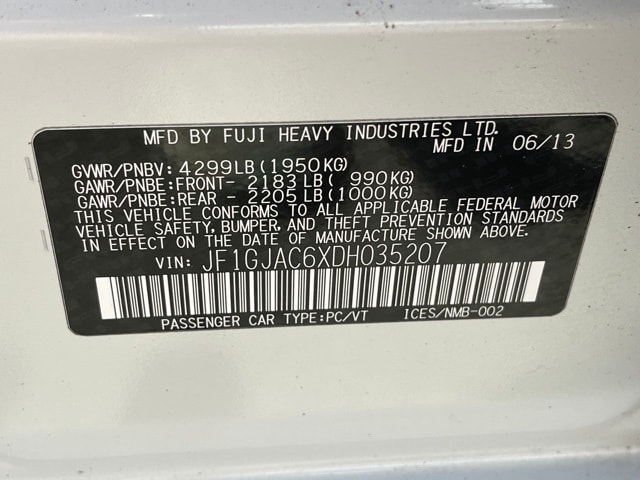 MFD BY FUJI HEAVY INDUSTRIES LTD.
MFD IN 06/13
GVWR/PNBV: 4299LB(1950KG)
GAWR/PNBE:FRONT- 2183LB( 990KG)
GAWR/PNBE:REAR - 2205LB(1000KG)
THIS VEHICLE CONFORMS TO ALL APPLICABLE FEDERAL MOTOR
VEHICLE SAFETY, BUMPER, AND THEFT PREVENTION STANDARDS
IN EFFECT ON THE DATE OF MANUFACTURE SHOWN ABOVE.
VIN: JF1GJAC6XDH035207
PASSENGER CAR TYPE:PC/VT ICES/NMB-002